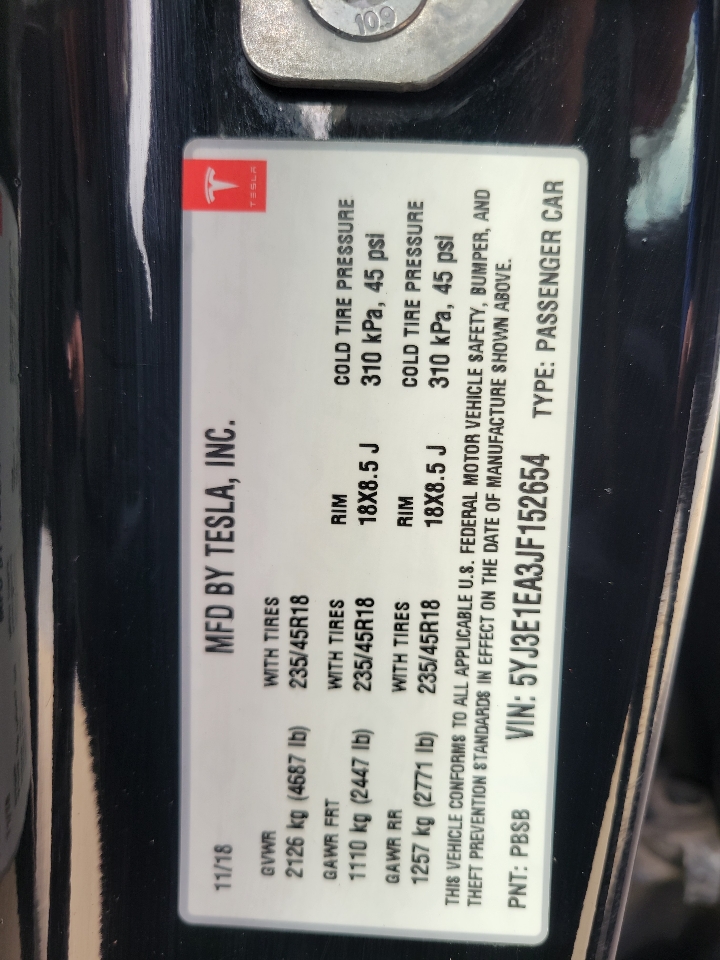 109
TESLA
MFD BY TESLA, INC.
11/18
GVWR WITH TIRES
2126 kg (4687 lb) 235/45R18
GAWR FRT WITH TIRES RIM COLD TIRE PRESSURE
1110 kg (2447 lb) 235/45R18 18X8.5 J 310 kPa, 45 psi
GAWR RR WITH TIRES RIM COLD TIRE PRESSURE
1257 kg (2771 lb) 235/45R18 18X8.5 J 310 kPa, 45 psi
THIS VEHICLE CONFORMS TO ALL APPLICABLE U.S. FEDERAL MOTOR VEHICLE SAFETY, BUMPER, AND
THEFT PREVENTION STANDARDS IN EFFECT ON THE DATE OF MANUFACTURE SHOWN ABOVE.
PNT: PBSB VIN: 5YJ3E1EA3JF152654 TYPE: PASSENGER CAR